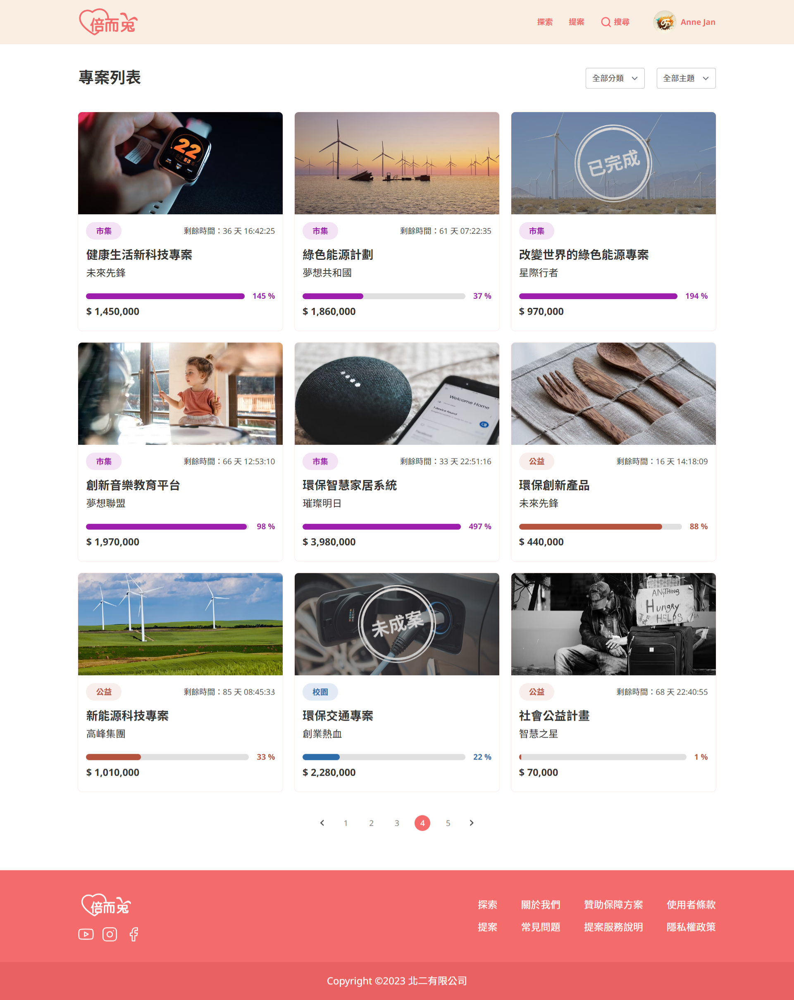 倍而兔
探索
提案
搜尋
Anne Jan
專案列表
全部分類
全部主題
22
53
已完成
市集
剩餘時間：36 天 16:42:25
健康生活新科技專案
未來先鋒
145 %
$ 1,450,000
市集
剩餘時間：61 天 07:22:35
綠色能源計劃
夢想共和國
37 %
$ 1,860,000
市集
改變世界的綠色能源專案
星際行者
194 %
$ 970,000
Welcome Home
1 device found
市集
剩餘時間：66 天 12:53:10
創新音樂教育平台
夢想聯盟
98 %
$ 1,970,000
市集
剩餘時間：33 天 22:51:16
環保智慧家居系統
璀璨明日
497 %
$ 3,980,000
公益
剩餘時間：16 天 14:18:09
環保創新產品
未來先鋒
88 %
$ 440,000
未成案
ANYTHING
Hungry
HELPS
公益
剩餘時間：85 天 08:45:33
新能源科技專案
高峰集團
33 %
$ 1,010,000
校園
環保交通專案
創業熱血
22 %
$ 2,280,000
公益
剩餘時間：68 天 22:40:55
社會公益計畫
智慧之星
1 %
$ 70,000
1
2
3
4
5
倍而兔
探索
關於我們
贊助保障方案
使用者條款
提案
常見問題
提案服務說明
隱私權政策
Copyright ©2023 北二有限公司